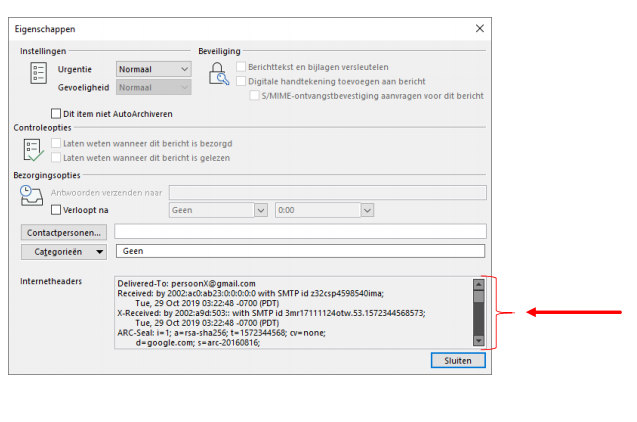 Eigenschappen
Instellingen
Beveiliging
Urgentie Normaal
Berichttekst en bijlagen versleutelen
Digitale handtekening toevoegen aan bericht
Gevoeligheid Normaal
S/MIME-ontvangstbevestiging aanvragen voor dit bericht
Dit item niet AutoArchiveren
Controleopties
Laten weten wanneer dit bericht is bezorgd
Laten weten wanneer dit bericht is gelezen
Bezorgingsopties
Antwoorden verzenden naar
Verloopt na Geen 0:00
Contactpersonen...
Categorieën Geen
Internetheaders
Delivered-To: persoonX@gmail.com
Received: by 2002:ac0:ab23:0:0:0:0:0 with SMTP id z32csp4598540ima;
Tue, 29 Oct 2019 03:22:48 -0700 (PDT)
X-Received: by 2002:a9d:503:: with SMTP id 3mr17111124otw.53.1572344568573;
Tue, 29 Oct 2019 03:22:48 -0700 (PDT)
ARC-Seal: i=1; a=rsa-sha256; t=1572344568; cv=none;
d=google.com; s=arc-20160816;
Sluiten